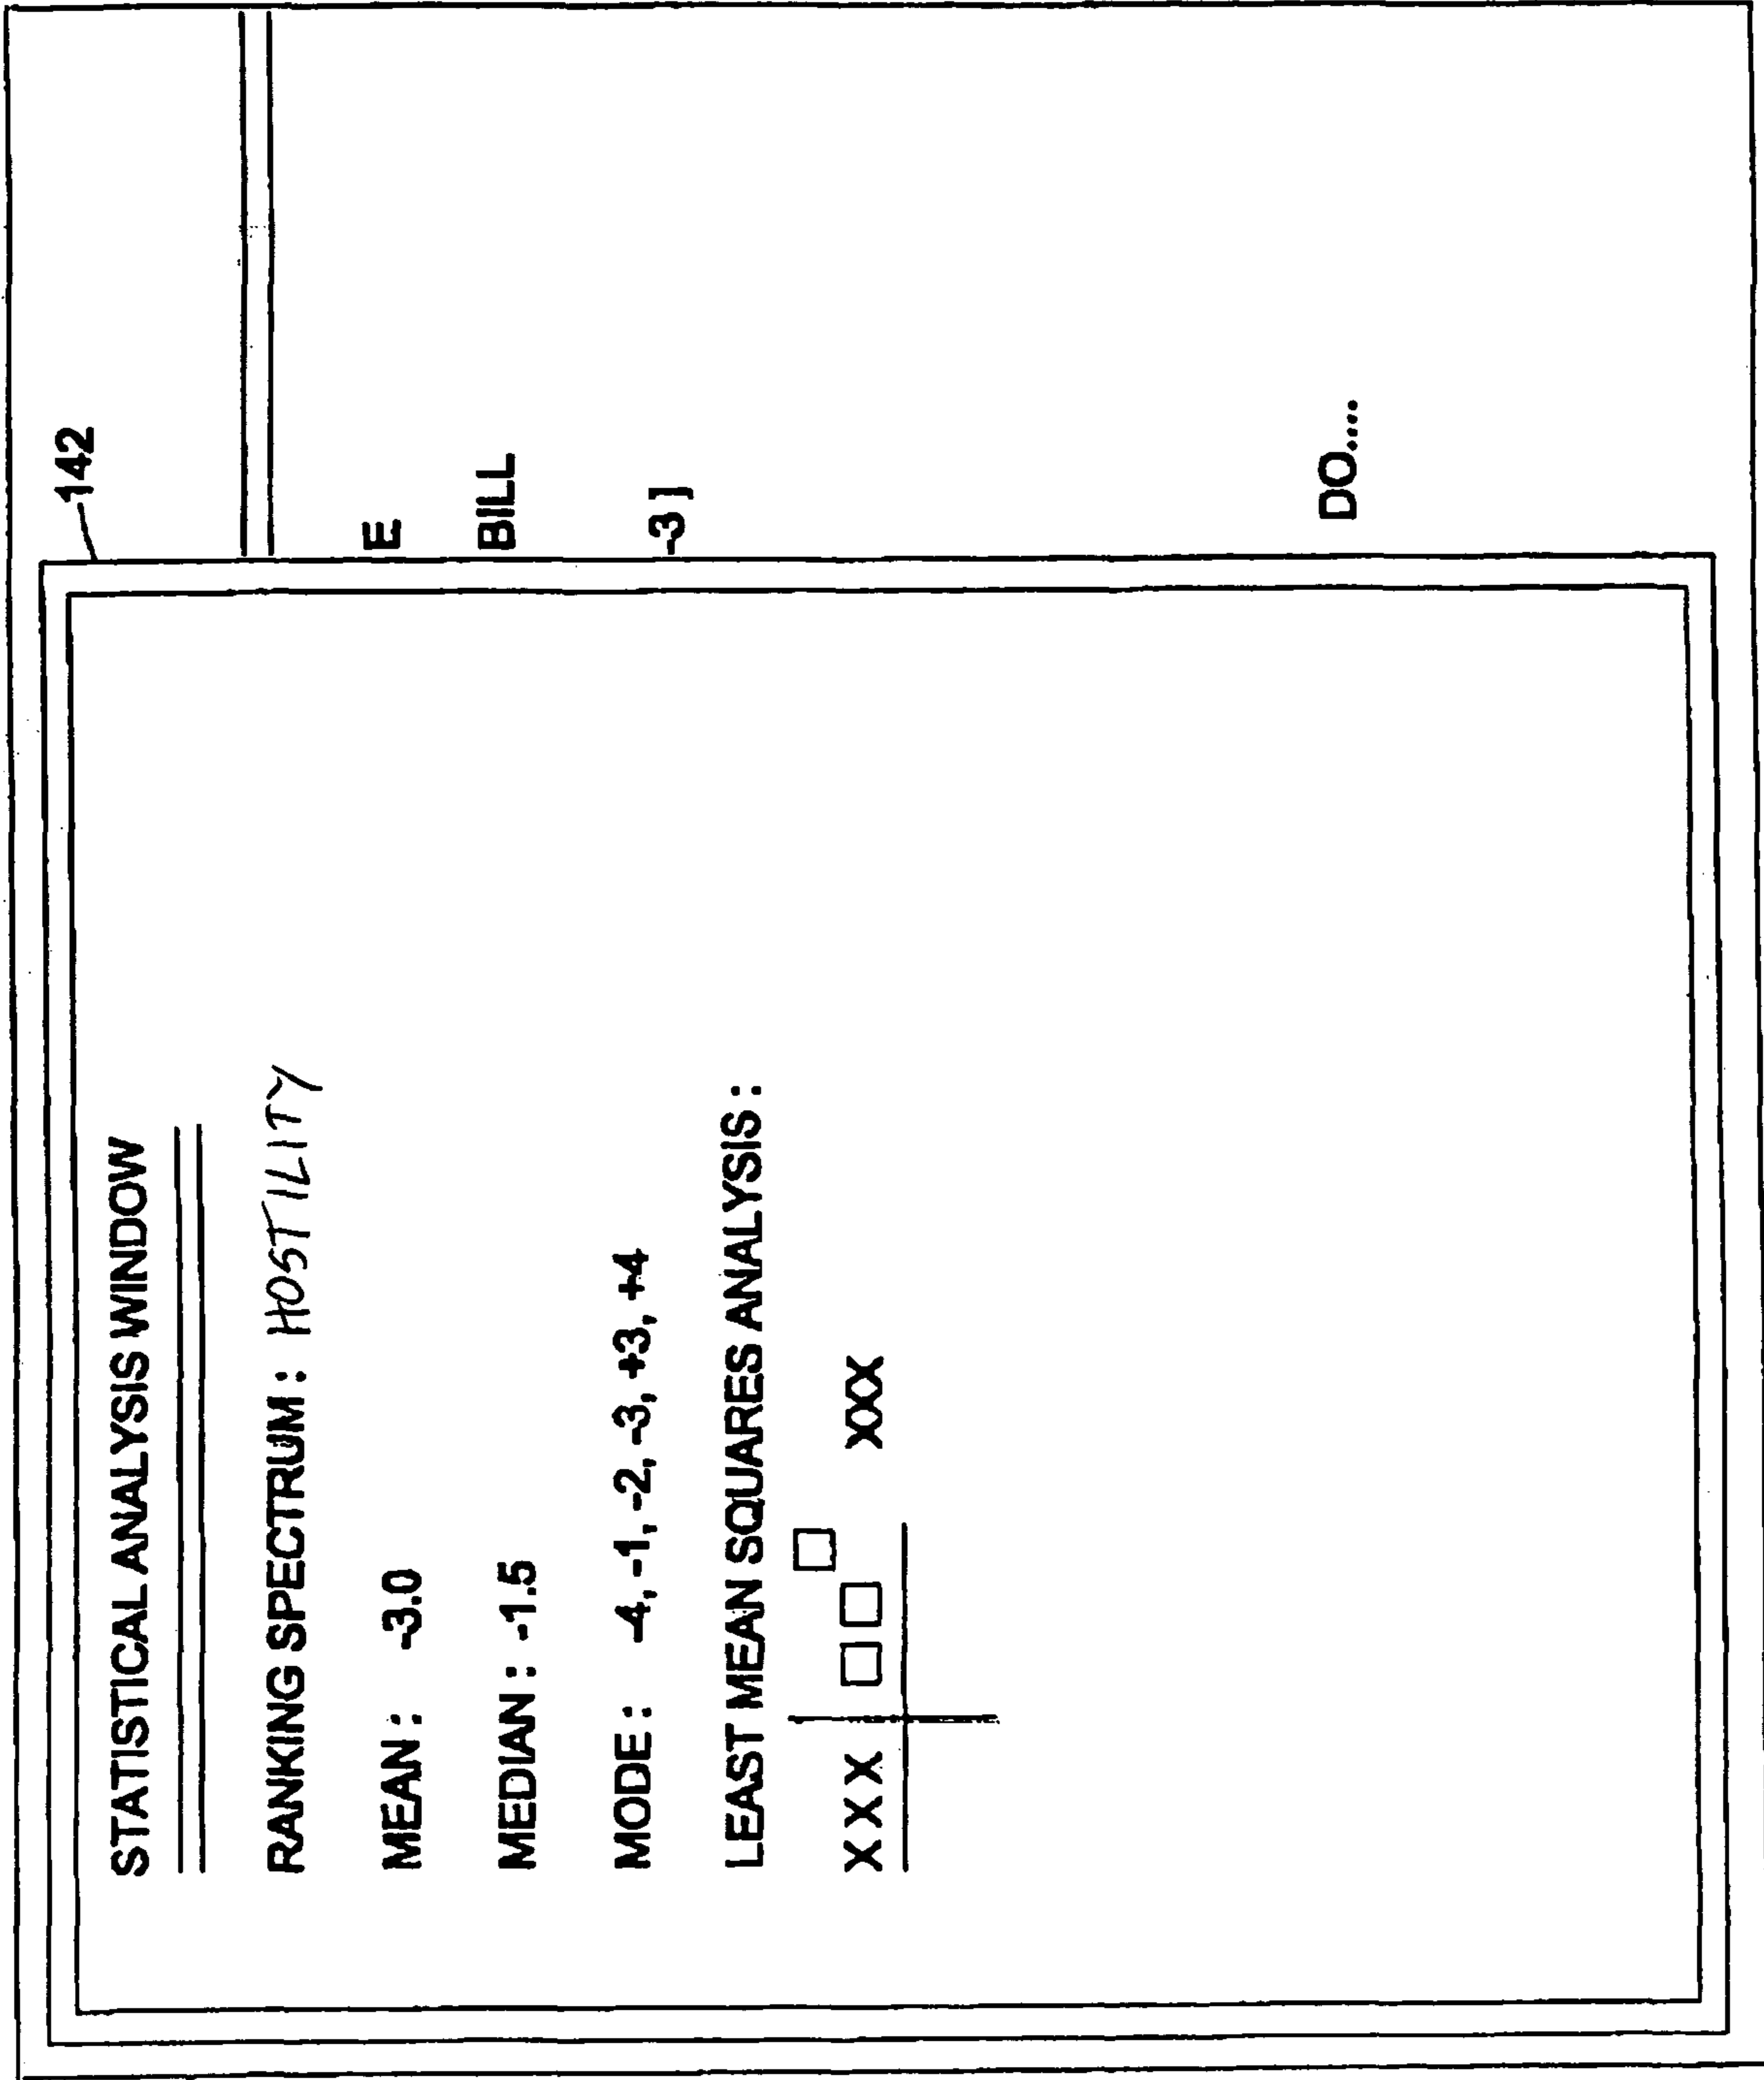 142
STATISTICAL ANALYSIS WINDOW
RANKING SPECTRUM : HOSTILITY
MEAN : -3.0
MEDIAN : -1.5
MODE : -4, -1, -2, -3, +3, +4
LEAST MEAN SQUARES ANALYSIS :
X X X XXX
E
BILL
-3 ]
DO....